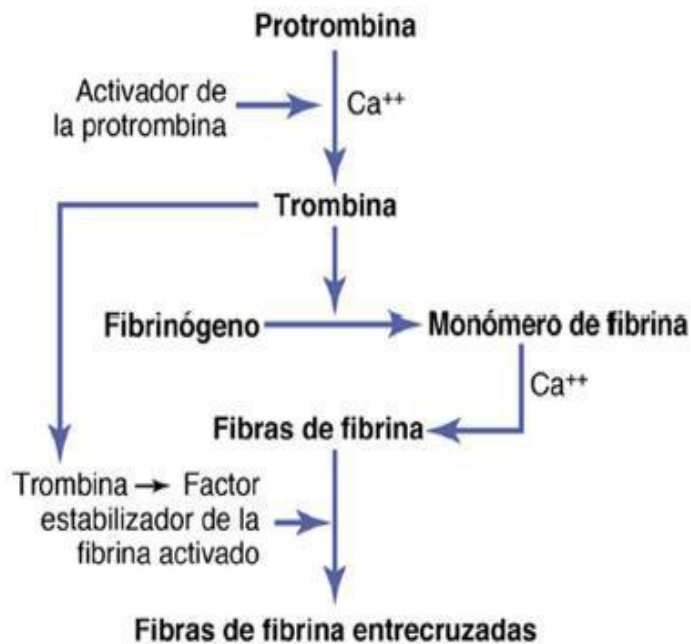 Protrombina
Activador de
la protrombina
Ca++
Trombina
Fibrinógeno
Monómero de fibrina
Ca++
Fibras de fibrina
Trombina → Factor
estabilizador de la
fibrina activado
Fibras de fibrina entrecruzadas